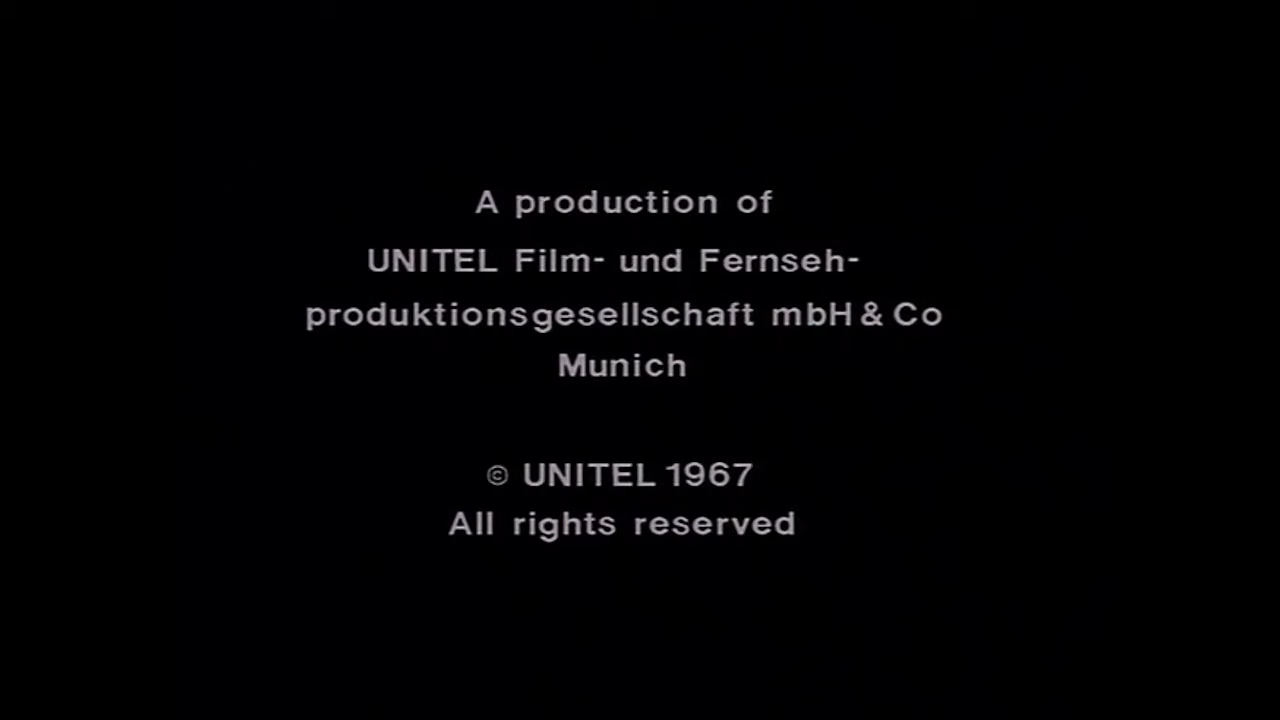 A production of
UNITEL Film- und Fernseh-
produktionsgesellschaft mbH & Co
Munich
© UNITEL 1967
All rights reserved